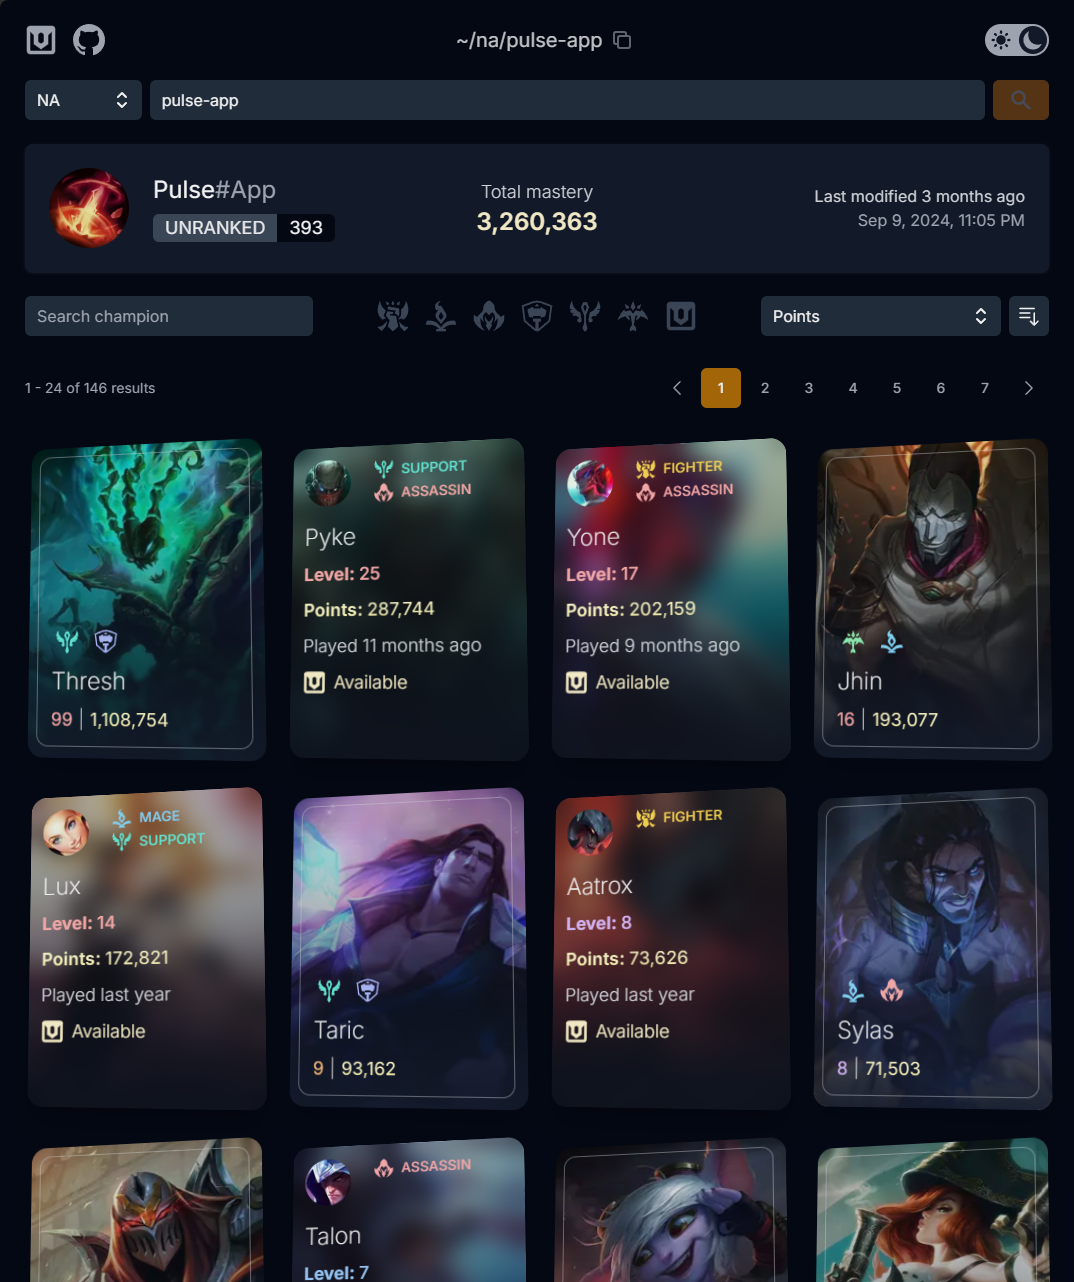 ~/na/pulse-app
NA
pulse-app
Pulse#App
UNRANKED 393
Total mastery
3,260,363
Last modified 3 months ago
Sep 9, 2024, 11:05 PM
Search champion
Points
1 - 24 of 146 results
1 2 3 4 5 6 7
Thresh
99 | 1,108,754
SUPPORT
ASSASSIN
Pyke
Level: 25
Points: 287,744
Played 11 months ago
Available
FIGHTER
ASSASSIN
Yone
Level: 17
Points: 202,159
Played 9 months ago
Available
Jhin
16 | 193,077
MAGE
SUPPORT
Lux
Level: 14
Points: 172,821
Played last year
Available
Taric
9 | 93,162
FIGHTER
Aatrox
Level: 8
Points: 73,626
Played last year
Available
Sylas
8 | 71,503
ASSASSIN
Talon
Level: 7